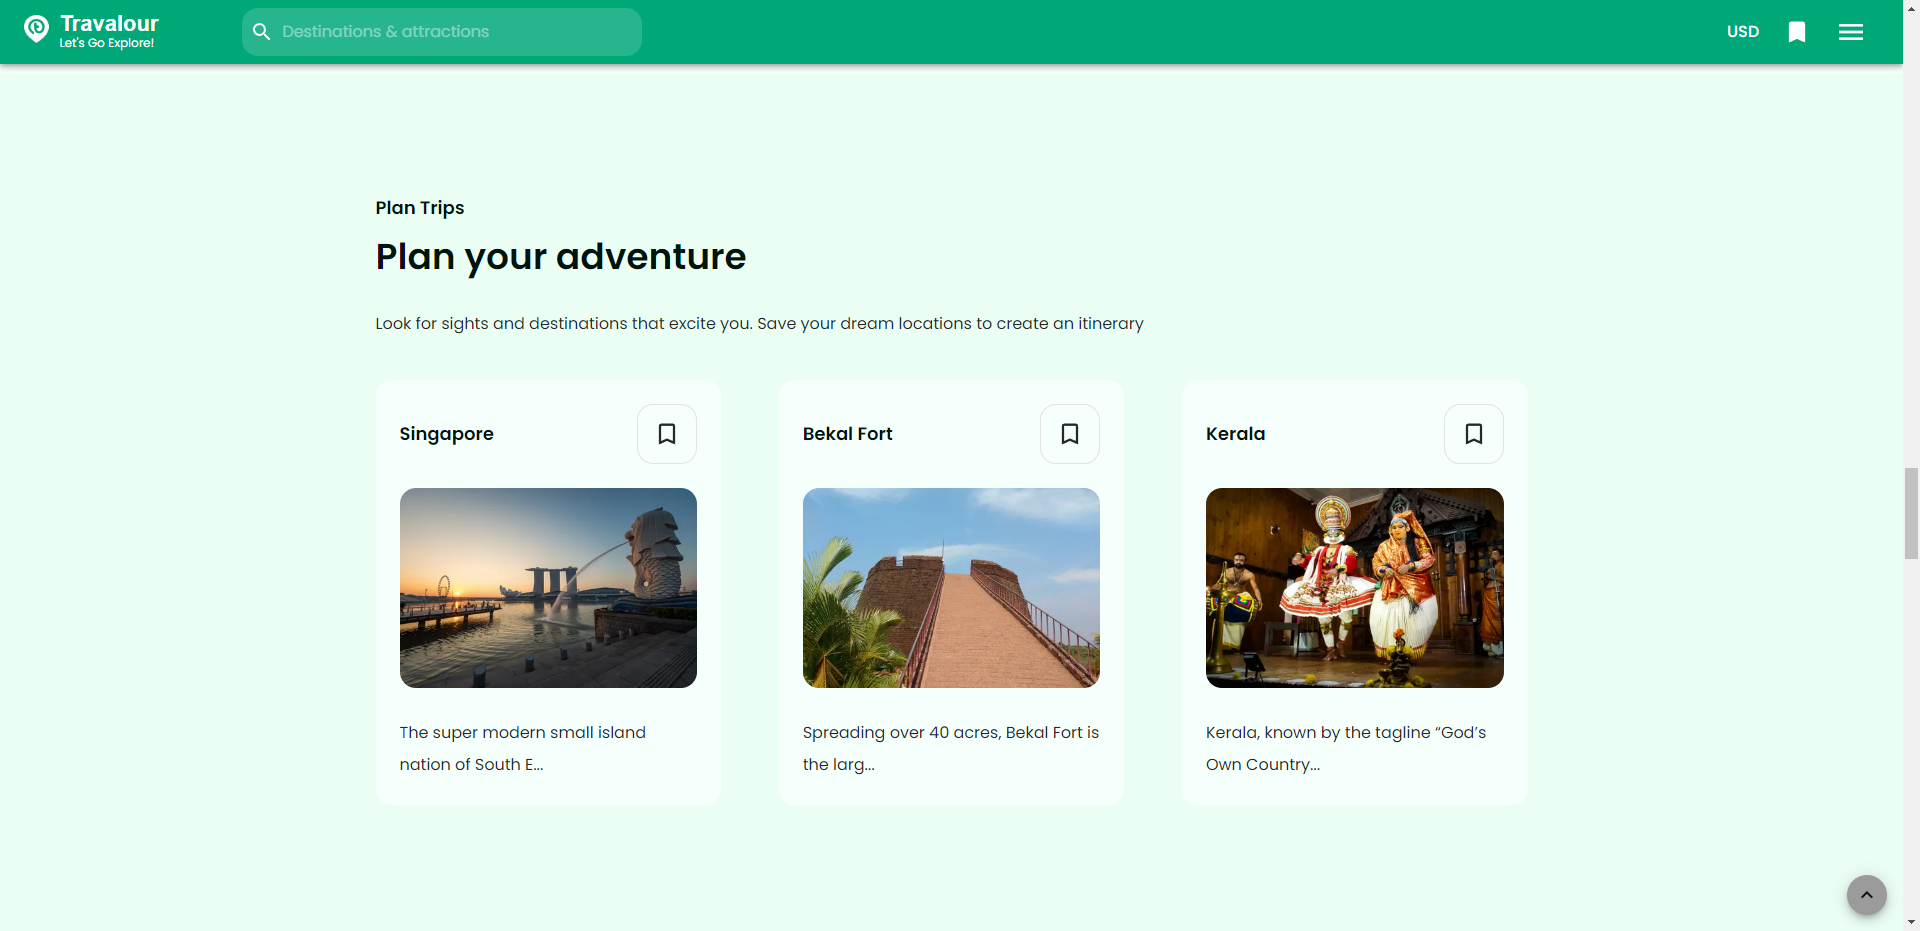 Travalour
Let's Go Explore!
Destinations & attractions
USD
Plan Trips
Plan your adventure
Look for sights and destinations that excite you. Save your dream locations to create an itinerary
Singapore
The super modern small island
nation of South E...
Bekal Fort
Spreading over 40 acres, Bekal Fort is
the larg...
Kerala
Kerala, known by the tagline “God’s
Own Country...